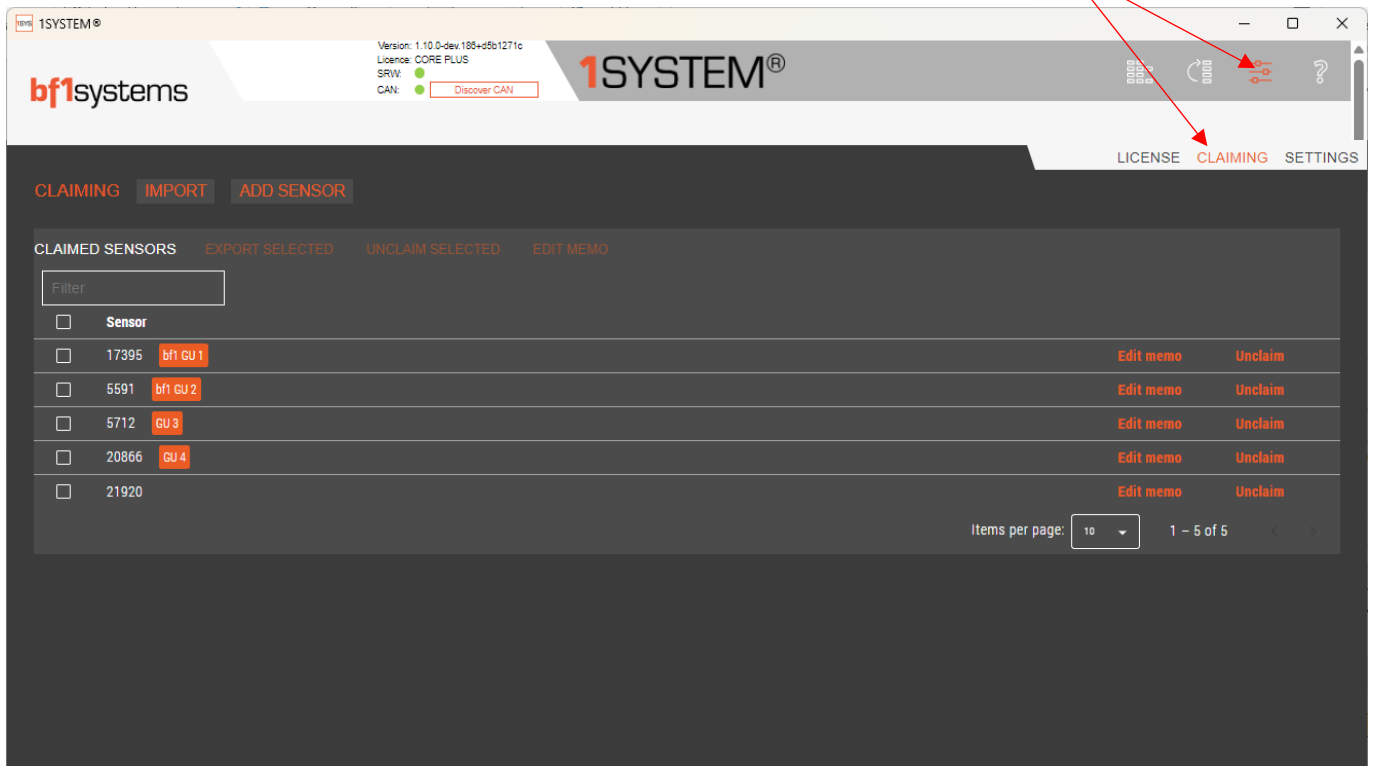 1SYS 1SYSTEM®
Version: 1.10.0-dev.186+d5b1271c
Licence: CORE PLUS
SRW:
CAN: Discover CAN
bf1systems
1SYSTEM®
?
LICENSE CLAIMING SETTINGS
CLAIMING IMPORT ADD SENSOR
CLAIMED SENSORS EXPORT SELECTED UNCLAIM SELECTED EDIT MEMO
Filter
Sensor
17395 bf1 GU 1 Edit memo Unclaim
5591 bf1 GU 2 Edit memo Unclaim
5712 GU 3 Edit memo Unclaim
20866 GU 4 Edit memo Unclaim
21920 Edit memo Unclaim
Items per page: 10 1 – 5 of 5